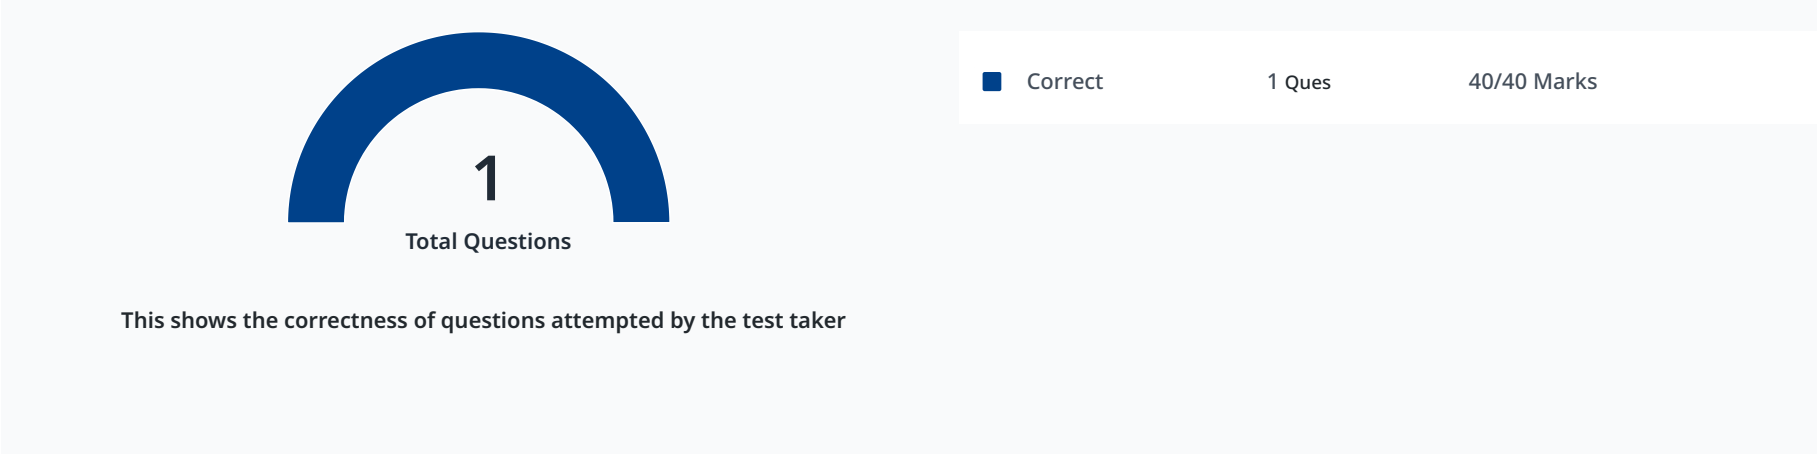 1
Total Questions
This shows the correctness of questions attempted by the test taker
Correct 1 Ques 40/40 Marks